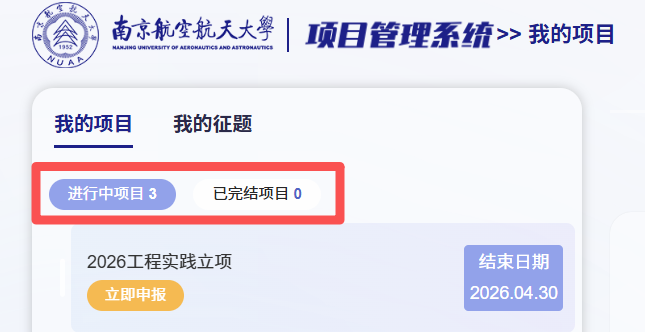 南京航空航天大學
NANJING UNIVERSITY OF AERONAUTICS AND ASTRONAUTICS
1952
NUAA
项目管理系统>> 我的项目
我的项目 我的征题
进行中项目 3 已完结项目 0
2026工程实践立项
立即申报
结束日期
2026.04.30